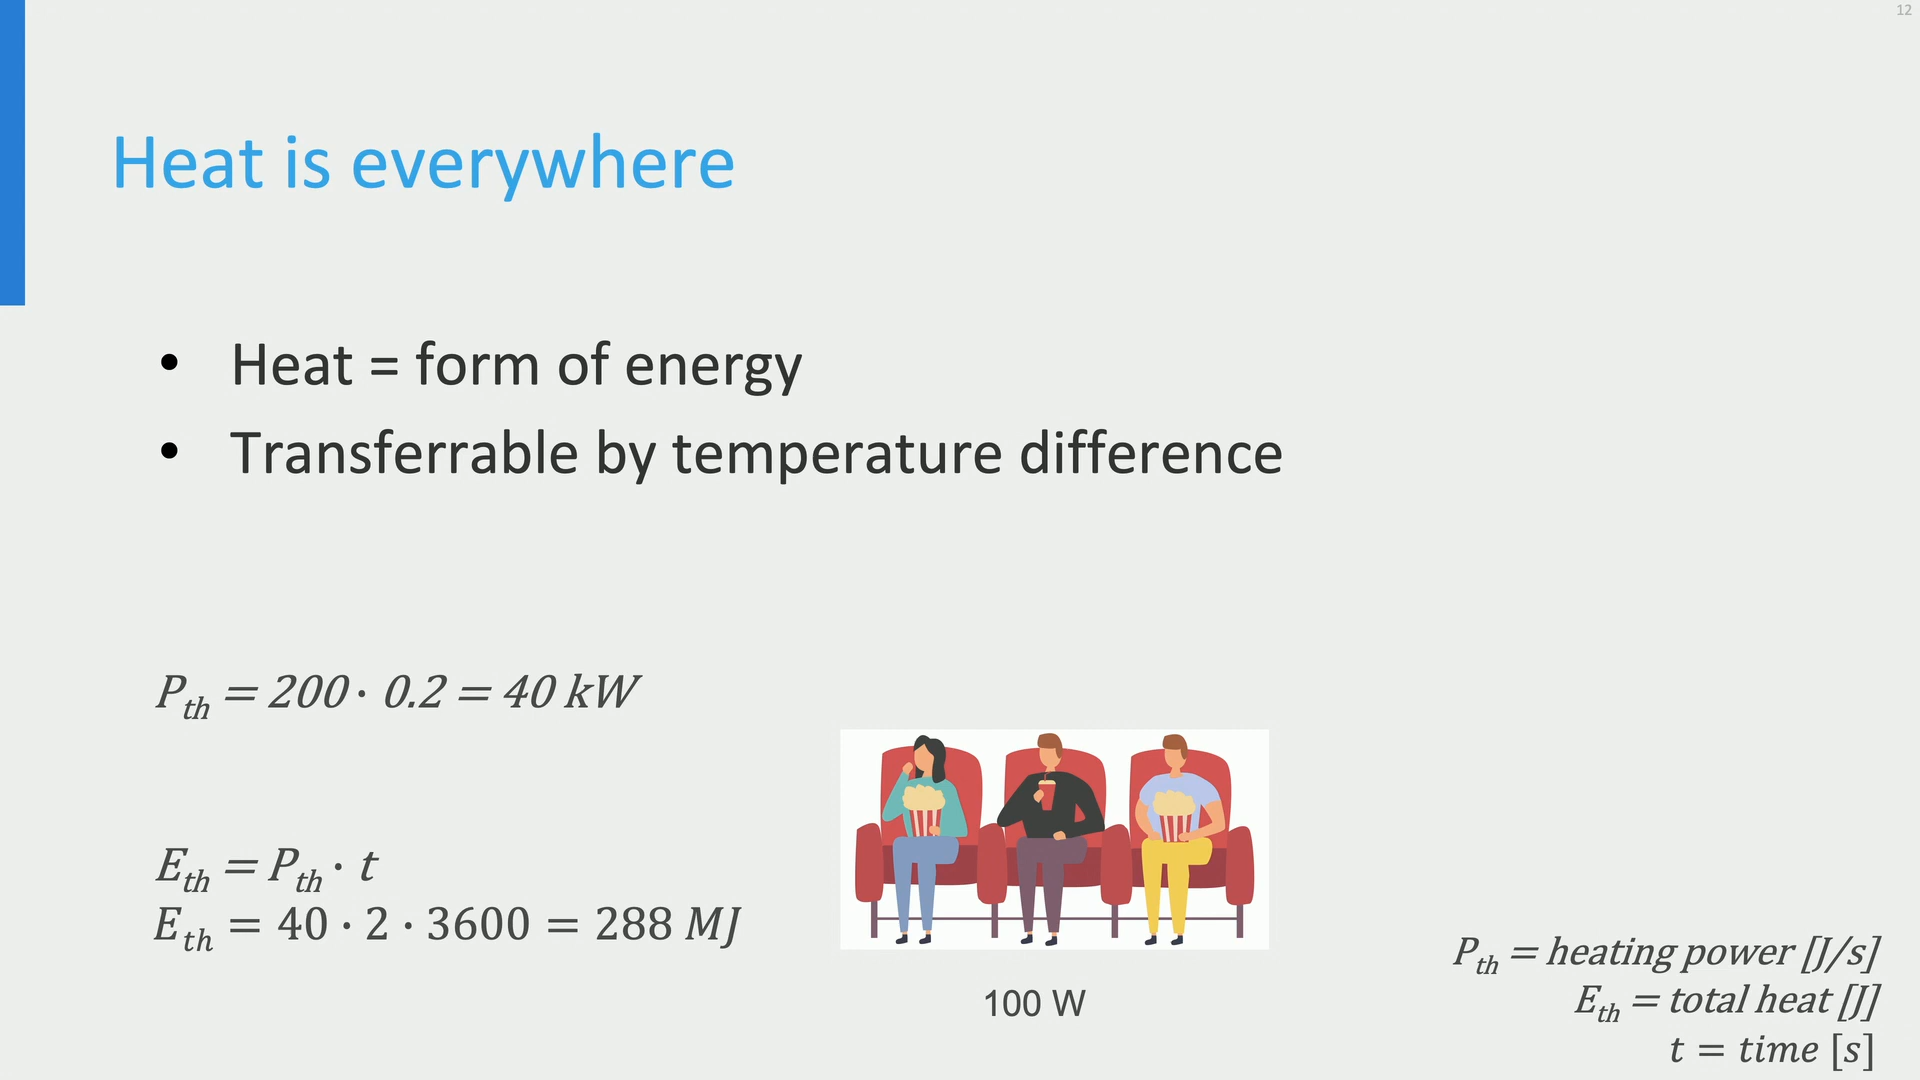 12
Heat is everywhere
• Heat = form of energy
• Transferrable by temperature difference
P_th = 200 · 0.2 = 40 kW
E_th = P_th · t
E_th = 40 · 2 · 3600 = 288 MJ
100 W
P_th = heating power [J/s]
E_th = total heat [J]
t = time [s]